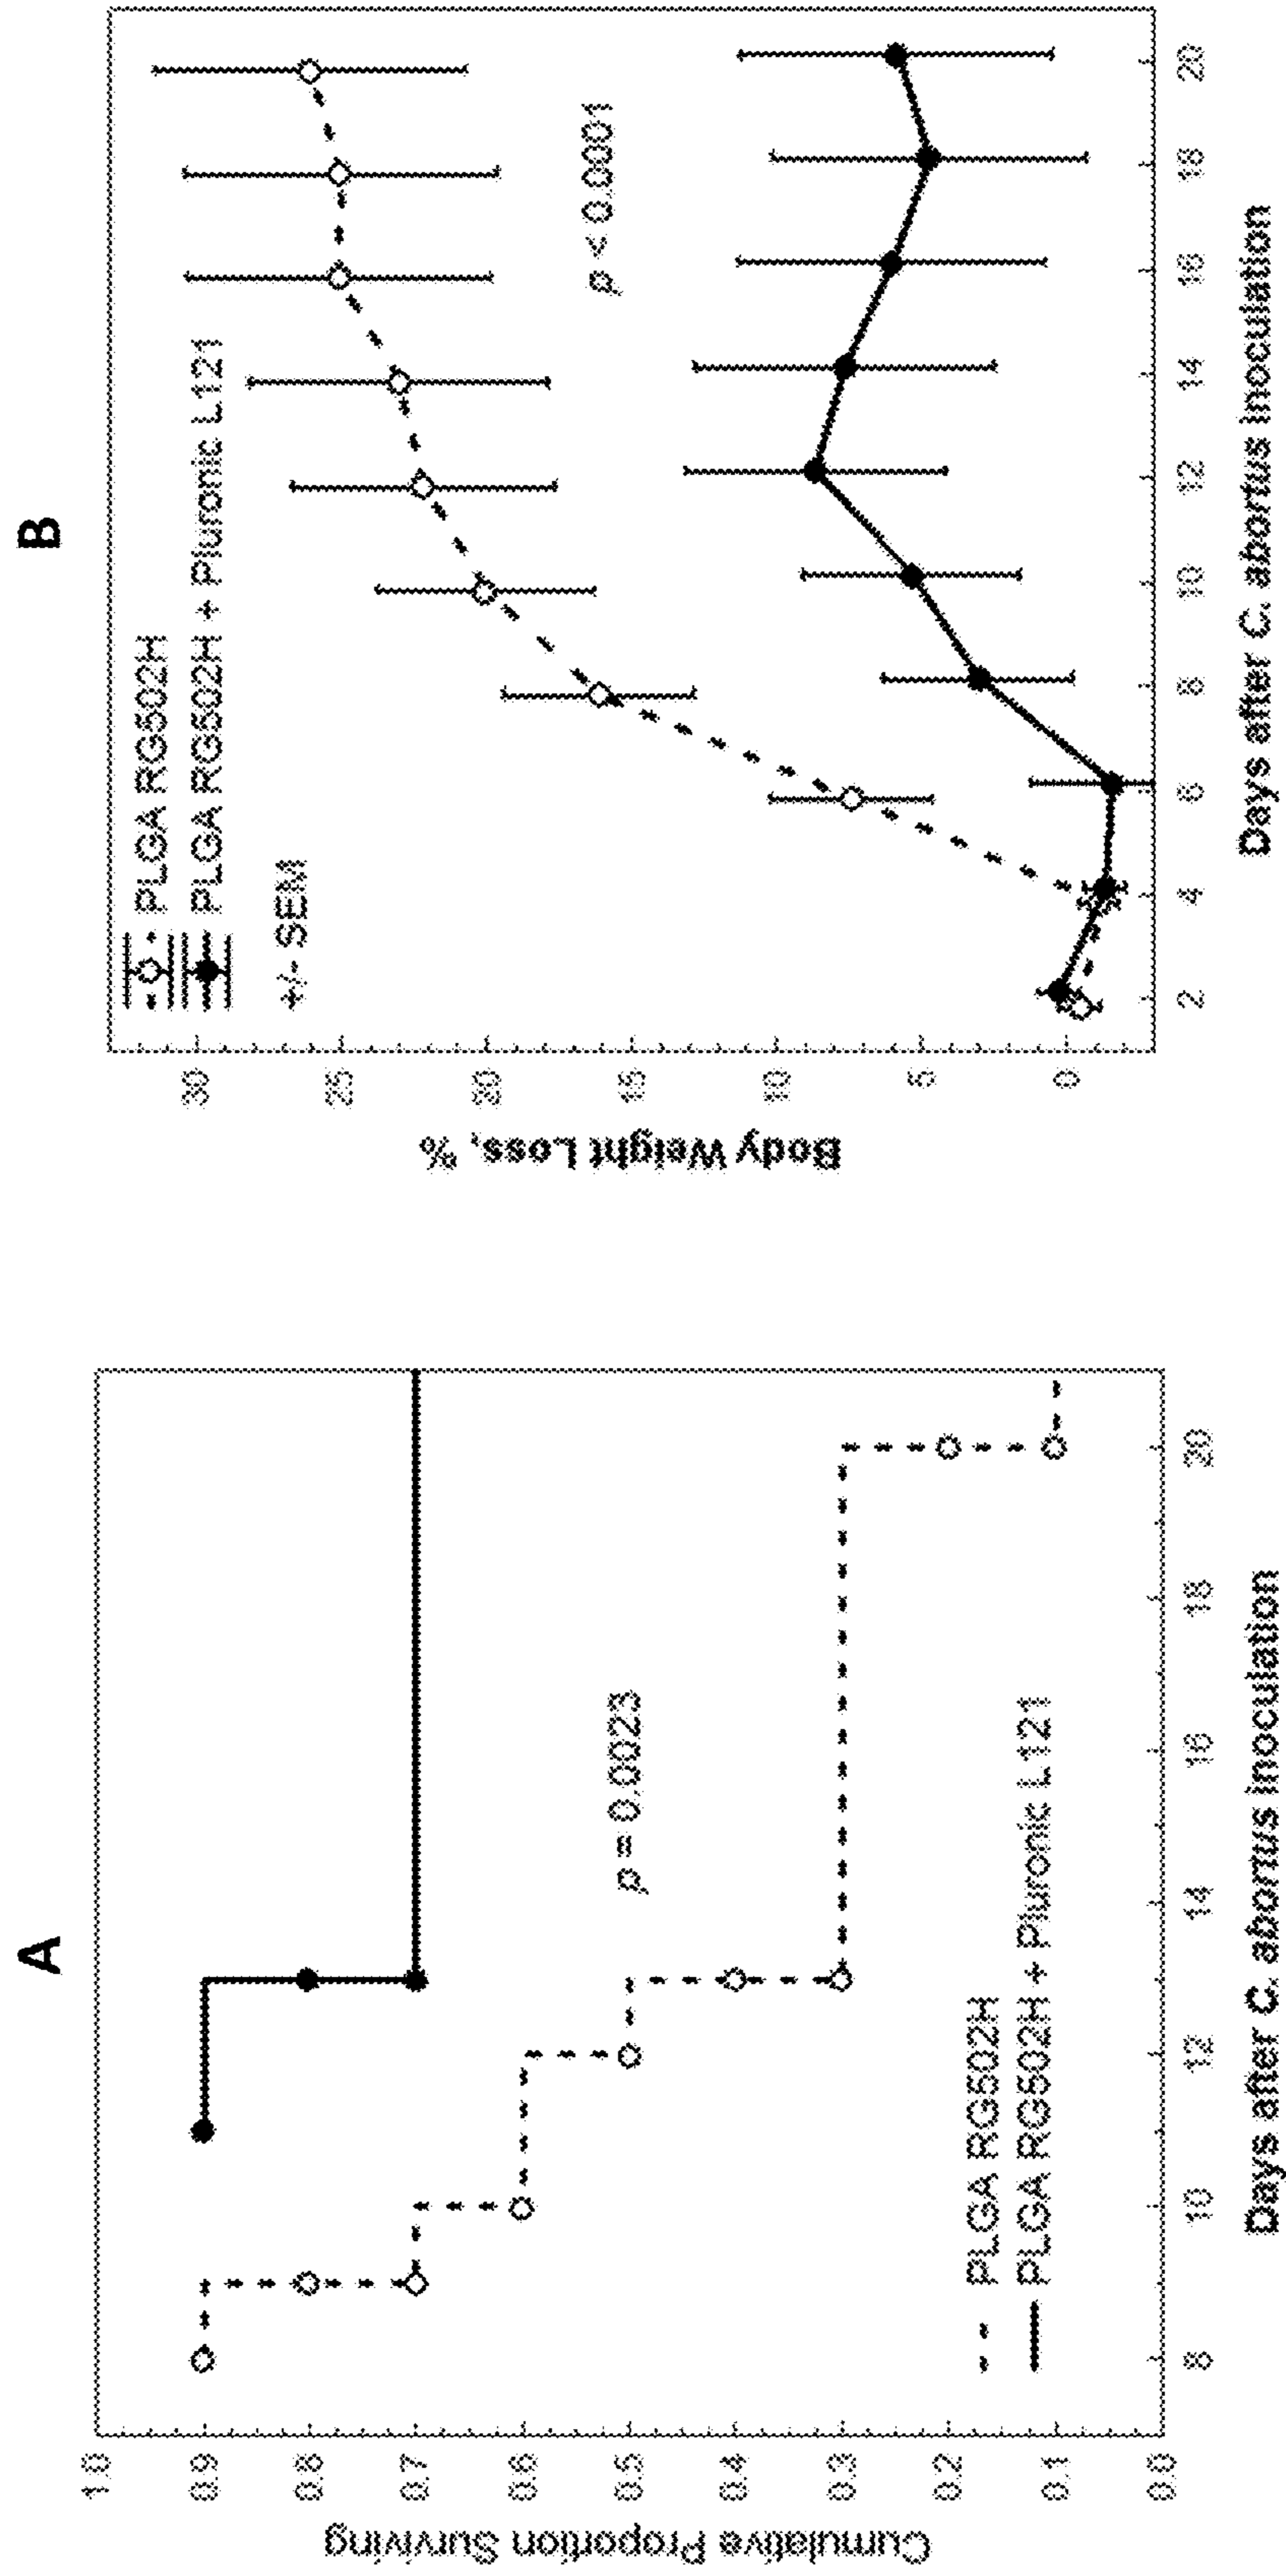 A
Cumulative Proportion Surviving
1.0
0.9
0.8
0.7
0.6
0.5
0.4
0.3
0.2
0.1
0.0
p = 0.0023
PLGA RG502H
PLGA RG502H + Pluronic L121
8
10
12
14
16
18
20
Days after C. abortus inoculation
B
Body Weight Loss, %
30
25
20
15
10
5
0
PLGA RG502H
PLGA RG502H + Pluronic L121
+/- SEM
p < 0.0001
2
4
6
8
10
12
14
16
18
20
Days after C. abortus inoculation